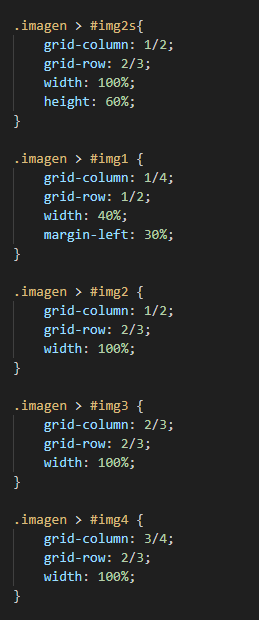 .imagen > #img2s{
    grid-column: 1/2;
    grid-row: 2/3;
    width: 100%;
    height: 60%;
}

.imagen > #img1 {
    grid-column: 1/4;
    grid-row: 1/2;
    width: 40%;
    margin-left: 30%;
}

.imagen > #img2 {
    grid-column: 1/2;
    grid-row: 2/3;
    width: 100%;
}

.imagen > #img3 {
    grid-column: 2/3;
    grid-row: 2/3;
    width: 100%;
}

.imagen > #img4 {
    grid-column: 3/4;
    grid-row: 2/3;
    width: 100%;
}